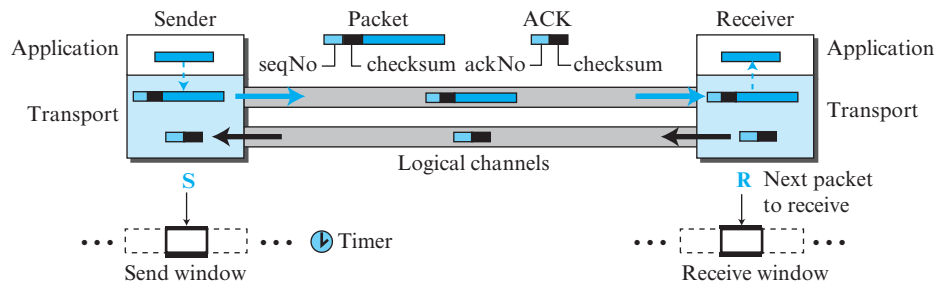 Sender
Packet
ACK
Receiver
Application
Application
seqNo
checksum
ackNo
checksum
Transport
Transport
Logical channels
S
R
Next packet
to receive
Timer
Send window
Receive window